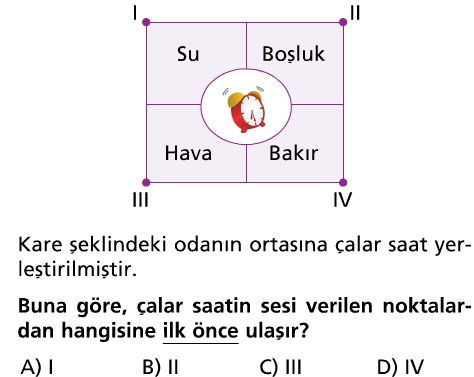 I II
Su Boşluk
Hava Bakır
III IV
Kare şeklindeki odanın ortasına çalar saat yer-
leştirilmiştir.
Buna göre, çalar saatin sesi verilen noktalar-
dan hangisine ilk önce ulaşır?
A) I B) II C) III D) IV